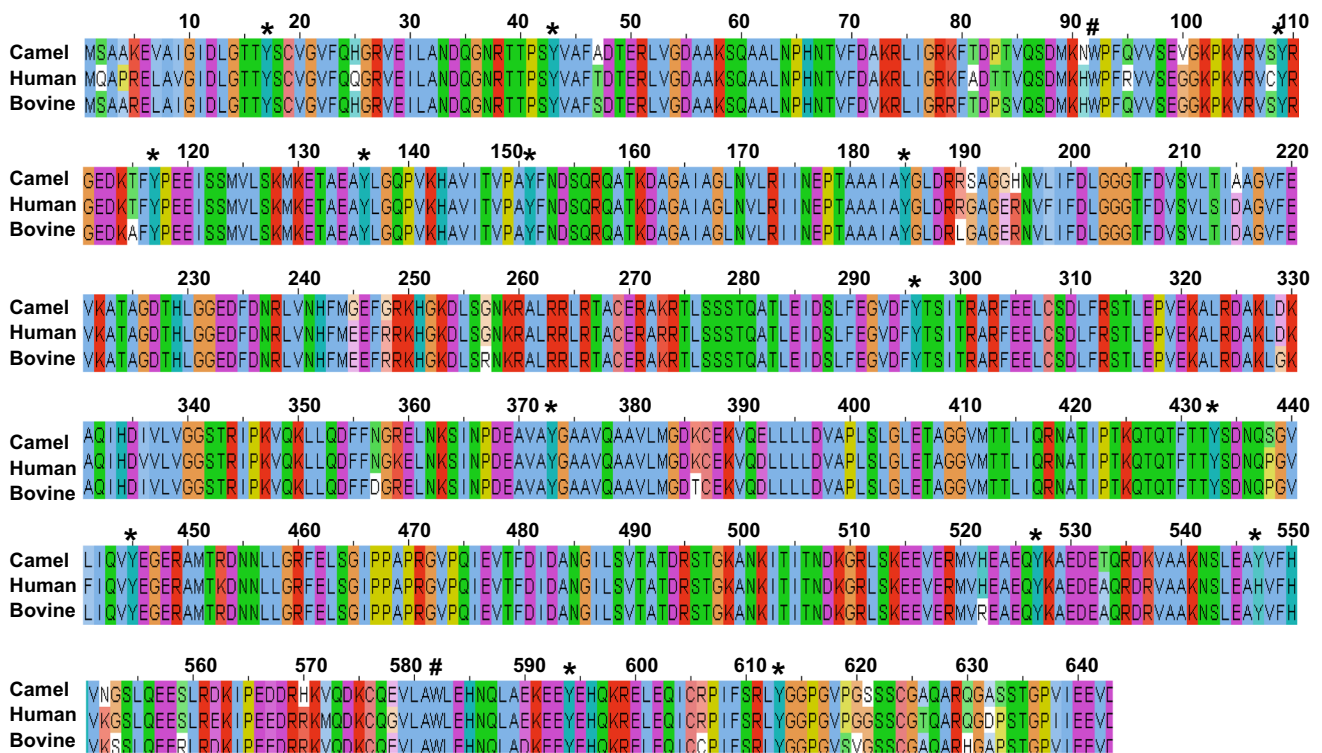 10 * 20 30 40 * 50 60 70 80 90 # 100 * 110
Camel MSAAKEVAIGIDLGTTYSCVGVFQHGRVEILANDQGNRTTPSYVAFADTERLVGDAAKSQAALNPHNTVFDAKRLIGRKFTDPTVQSDMKNWPFQVVSEVGKPKVRVSYR
Human MQAPRELAVGIDLGTTYSCVGVFQQGRVEILANDQGNRTTPSYVAFTDTERLVGDAAKSQAALNPHNTVFDAKRLIGRKFADTTVQSDMKHWPFRVVSEGGKPKVRVCYR
Bovine MSAARELAIGIDLGTTYSCVGVFQHGRVEILANDQGNRTTPSYVAFSDTERLVGDAAKSQAALNPHNTVFDVKRLIGRRFTDPSVQSDMKHWPFQVVSEGGKPKVRVSYR
* 120 130 * 140 150 * 160 170 180 * 190 200 210 220
Camel GEDKTFYPEEISSMVLSKMKETAEAYLGQPVKHAVITVPAYFNDSQRQATKDAGAIAGLNVLRIINEPTAAAIAYGLDRRSAGGHNVLIFDLGGGTFDVSVLTIAAGVFE
Human GEDKTFYPEEISSMVLSKMKETAEAYLGQPVKHAVITVPAYFNDSQRQATKDAGAIAGLNVLRIINEPTAAAIAYGLDRRGAGERNVFIFDLGGGTFDVSVLSIDAGVFE
Bovine GEDKAFYPEEISSMVLSKMKETAEAYLGQPVKHAVITVPAYFNDSQRQATKDAGAIAGLNVLRIINEPTAAAIAYGLDRLGAGERNVLIFDLGGGTFDVSVLTIDAGVFE
230 240 250 260 270 280 290 * 300 310 320 330
Camel VKATAGDTHLGGEDFDNRLVNHFMGEFGRKHGKDLSGNKRALRRLRTACERAKRTLSSSTQATLEIDSLFEGVDFYTSITRARFEELCSDLFRSTLEPVEKALRDAKLDK
Human VKATAGDTHLGGEDFDNRLVNHFMEEFRRKHGKDLSGNKRALRRLRTACERAKRTLSSSTQATLEIDSLFEGVDFYTSITRARFEELCSDLFRSTLEPVEKALRDAKLDK
Bovine VKATAGDTHLGGEDFDNRLVNHFMEEFRRKHGKDLSRNKRALRRLRTACERAKRTLSSSTQATLEIDSLFEGVDFYTSITRARFEELCSDLFRSTLEPVEKALRDAKLGK
340 350 360 370 * 380 390 400 410 420 430 * 440
Camel AQIHDIVLVGGSTRIPKVQKLLQDFFNGRELNKSINPDEAVAYGAAVQAAVLMGDKCEKVQELLLLDVAPLSLGLETAGGVMTTLIQRNATIPTKQTQTFTTYSDNQSGV
Human AQIHDVVLVGGSTRIPKVQKLLQDFFNGKELNKSINPDEAVAYGAAVQAAVLMGDKCEKVQDLLLLDVAPLSLGLETAGGVMTTLIQRNATIPTKQTQTFTTYSDNQPGV
Bovine AQIHDIVLVGGSTRIPKVQKLLQDFFDGRELNKSINPDEAVAYGAAVQAAVLMGDTCEKVQDLLLLDVAPLSLGLETAGGVMTTLIQRNATIPTKQTQTFTTYSDNQPGV
* 450 460 470 480 490 500 510 520 * 530 540 * 550
Camel LIQVYEGERAMTRDNNLLGRFELSGIPPAPRGVPQIEVTFDIDANGILSVTATDRSTGKANKITITNDKGRLSKEEVERMVHEAEQYKAEDETQRDKVAAKNSLEAYVFH
Human FIQVYEGERAMTKDNNLLGRFELSGIPPAPRGVPQIEVTFDIDANGILSVTATDRSTGKANKITITNDKGRLSKEEVERMVHEAEQYKAEDEAQRDRVAAKNSLEAHVFH
Bovine LIQVYEGERAMTRDNNLLGRFELSGIPPAPRGVPQIEVTFDIDANGILSVTATDRSTGKANKITITNDKGRLSKEEVERMVREAEQYKAEDEAQRDRVAAKNSLEAYVFH
560 570 580 # 590 * 600 610 * 620 630 640
Camel VNGSLQEESLRDKIPEDDRHKVQDKCQEVLAWLEHNQLAEKEEYEHQKRELEQICRPIFSRLYGGPGVPGSSCGAQARQGASSTGPVIEEVD
Human VKGSLQEESLREKIPEEDRRKMQDKCQGVLAWLEHNQLAEKEEYEHQKRELEQICRPIFSRLYGGPGVPGGSSCGTQARQGDPSTGPIIEEVD
Bovine VKSSLQEERLRDKIPEEDRRKVQDKCQEVLAWLEHNQLADKEEYEHQKRELEQICCPIFSRLYGGPGVSVGSSCGAQARHGAPSTGPVIEEVD